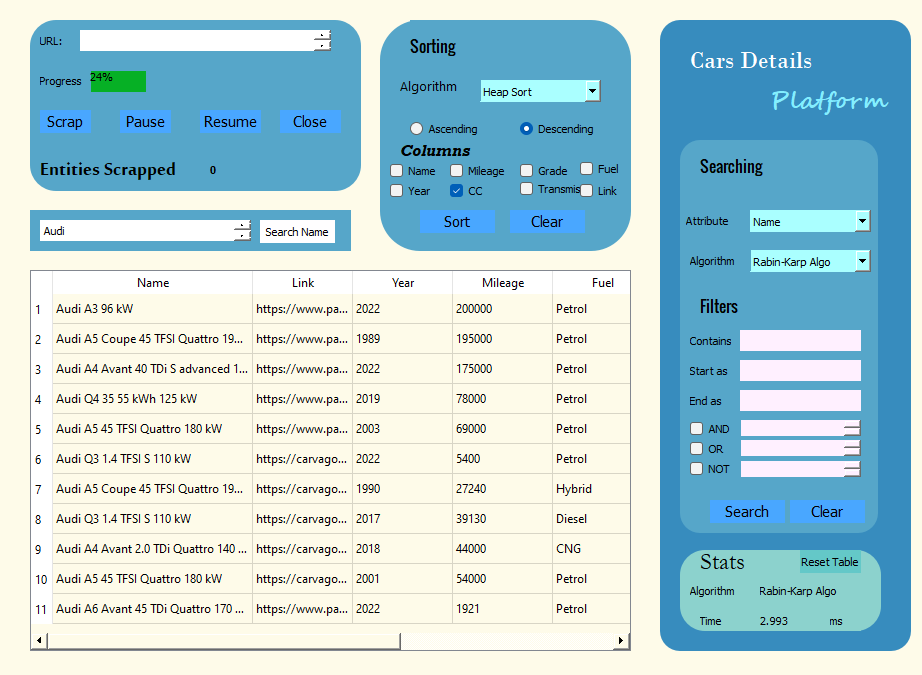 URL:
Progress 24%
Scrap Pause Resume Close
Entities Scrapped 0
Audi Search Name
Sorting
Algorithm Heap Sort
Ascending Descending
Columns
Name Mileage Grade Fuel
Year CC Transmis Link
Sort Clear
Name Link Year Mileage Fuel
1 Audi A3 96 kW https://www.pa... 2022 200000 Petrol
2 Audi A5 Coupe 45 TFSI Quattro 19... https://www.pa... 1989 195000 Petrol
3 Audi A4 Avant 40 TDi S advanced 1... https://www.pa... 2022 175000 Petrol
4 Audi Q4 35 55 kWh 125 kW https://www.pa... 2019 78000 Petrol
5 Audi A5 45 TFSI Quattro 180 kW https://www.pa... 2003 69000 Petrol
6 Audi Q3 1.4 TFSI S 110 kW https://carvago... 2022 5400 Petrol
7 Audi A5 Coupe 45 TFSI Quattro 19... https://carvago... 1990 27240 Hybrid
8 Audi Q3 1.4 TFSI S 110 kW https://carvago... 2017 39130 Diesel
9 Audi A4 Avant 2.0 TDi Quattro 140 ... https://carvago... 2018 44000 CNG
10 Audi A5 45 TFSI Quattro 180 kW https://carvago... 2001 54000 Petrol
11 Audi A6 Avant 45 TDi Quattro 170 ... https://www.pa... 2022 1921 Petrol
Cars Details
Platform
Searching
Attribute Name
Algorithm Rabin-Karp Algo
Filters
Contains
Start as
End as
AND
OR
NOT
Search Clear
Stats Reset Table
Algorithm Rabin-Karp Algo
Time 2.993 ms